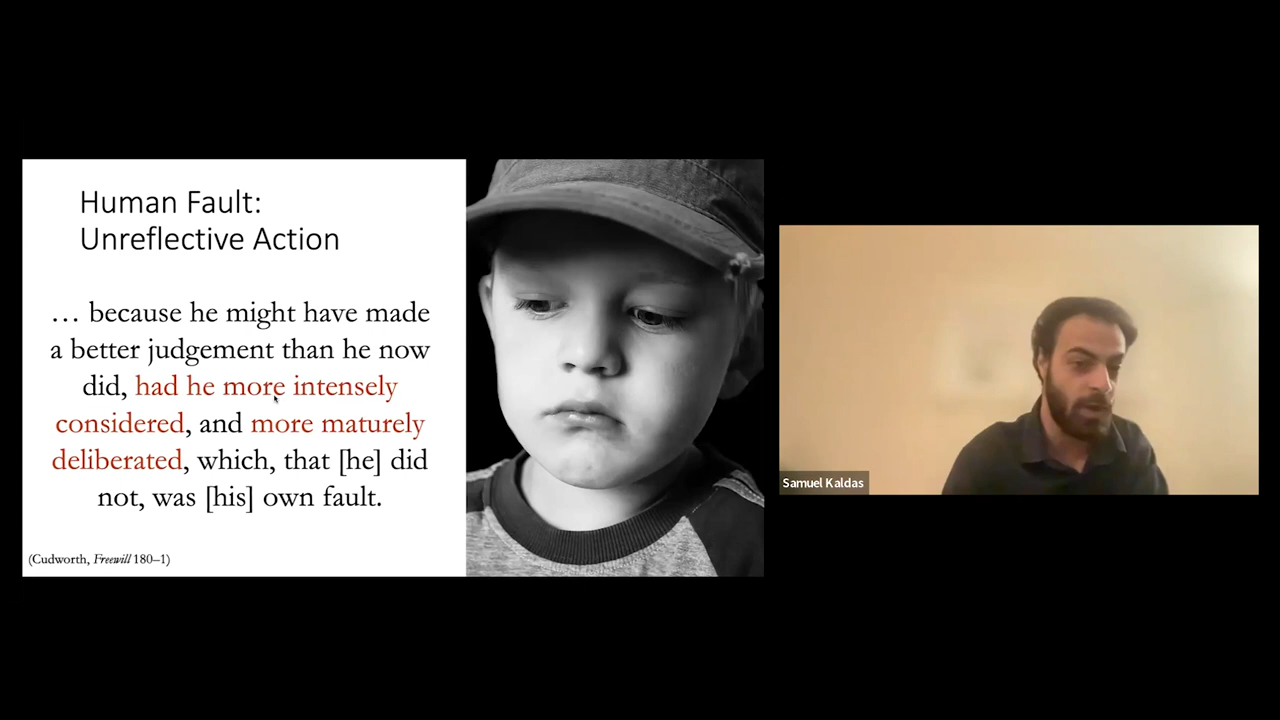 Human Fault:
Unreflective Action
… because he might have made
a better judgement than he now
did, had he more intensely
considered, and more maturely
deliberated, which, that [he] did
not, was [his] own fault.
(Cudworth, Freewill 180–1)
Samuel Kaldas